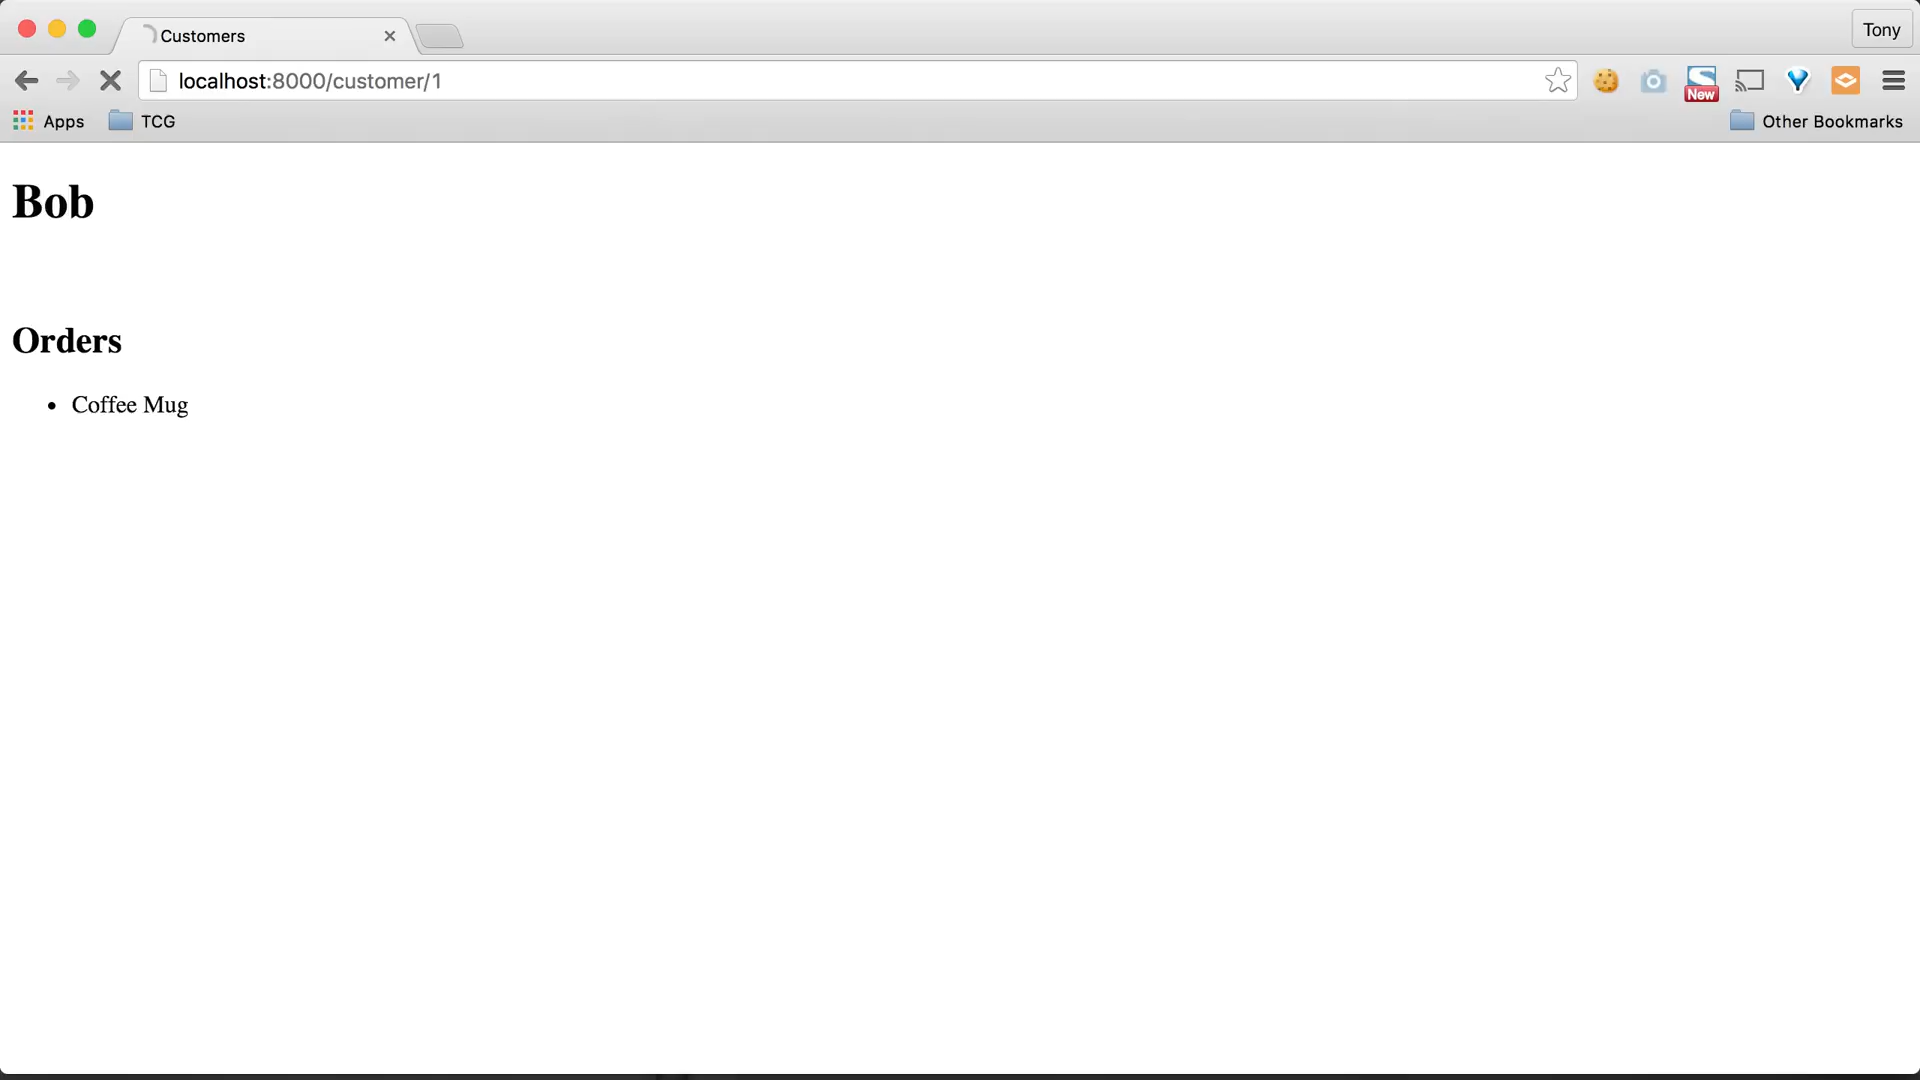 Customers
Tony
localhost:8000/customer/1
New
Apps
TCG
Other Bookmarks
Bob
Orders
• Coffee Mug